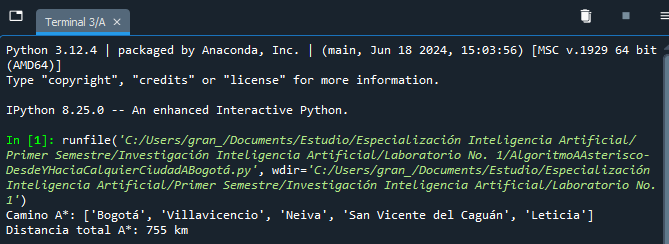 Terminal 3/A
Python 3.12.4 | packaged by Anaconda, Inc. | (main, Jun 18 2024, 15:03:56) [MSC v.1929 64 bit
(AMD64)]
Type "copyright", "credits" or "license" for more information.
IPython 8.25.0 -- An enhanced Interactive Python.
In [1]: runfile('C:/Users/gran_/Documents/Estudio/Especialización Inteligencia Artificial/
Primer Semestre/Investigación Inteligencia Artificial/Laboratorio No. 1/AlgoritmoAAsterisco-
DesdeYHaciaCalquierCiudadABogotá.py', wdir='C:/Users/gran_/Documents/Estudio/Especialización
Inteligencia Artificial/Primer Semestre/Investigación Inteligencia Artificial/Laboratorio No.
1')
Camino A*: ['Bogotá', 'Villavicencio', 'Neiva', 'San Vicente del Caguán', 'Leticia']
Distancia total A*: 755 km